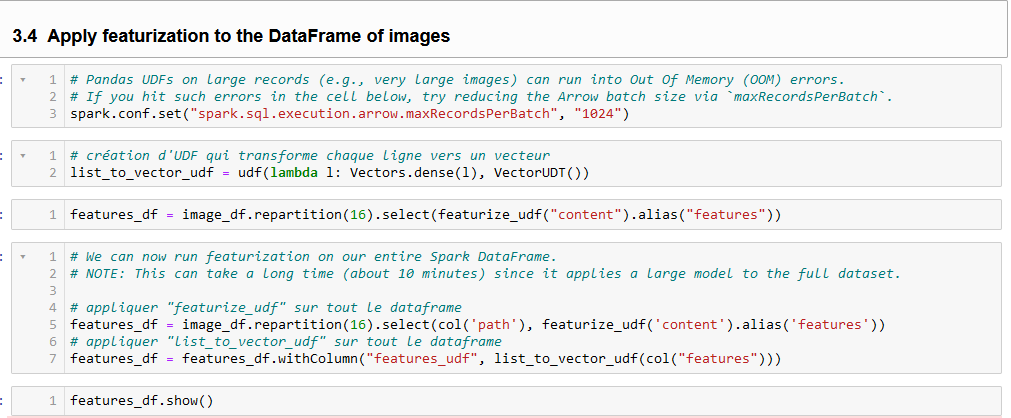 3.4 Apply featurization to the DataFrame of images
1 # Pandas UDFs on large records (e.g., very large images) can run into Out Of Memory (OOM) errors.
2 # If you hit such errors in the cell below, try reducing the Arrow batch size via `maxRecordsPerBatch`.
3 spark.conf.set("spark.sql.execution.arrow.maxRecordsPerBatch", "1024")
1 # création d'UDF qui transforme chaque ligne vers un vecteur
2 list_to_vector_udf = udf(lambda l: Vectors.dense(l), VectorUDT())
1 features_df = image_df.repartition(16).select(featurize_udf("content").alias("features"))
1 # We can now run featurization on our entire Spark DataFrame.
2 # NOTE: This can take a long time (about 10 minutes) since it applies a large model to the full dataset.
3
4 # appliquer "featurize_udf" sur tout le dataframe
5 features_df = image_df.repartition(16).select(col('path'), featurize_udf('content').alias('features'))
6 # appliquer "list_to_vector_udf" sur tout le dataframe
7 features_df = features_df.withColumn("features_udf", list_to_vector_udf(col("features")))
1 features_df.show()